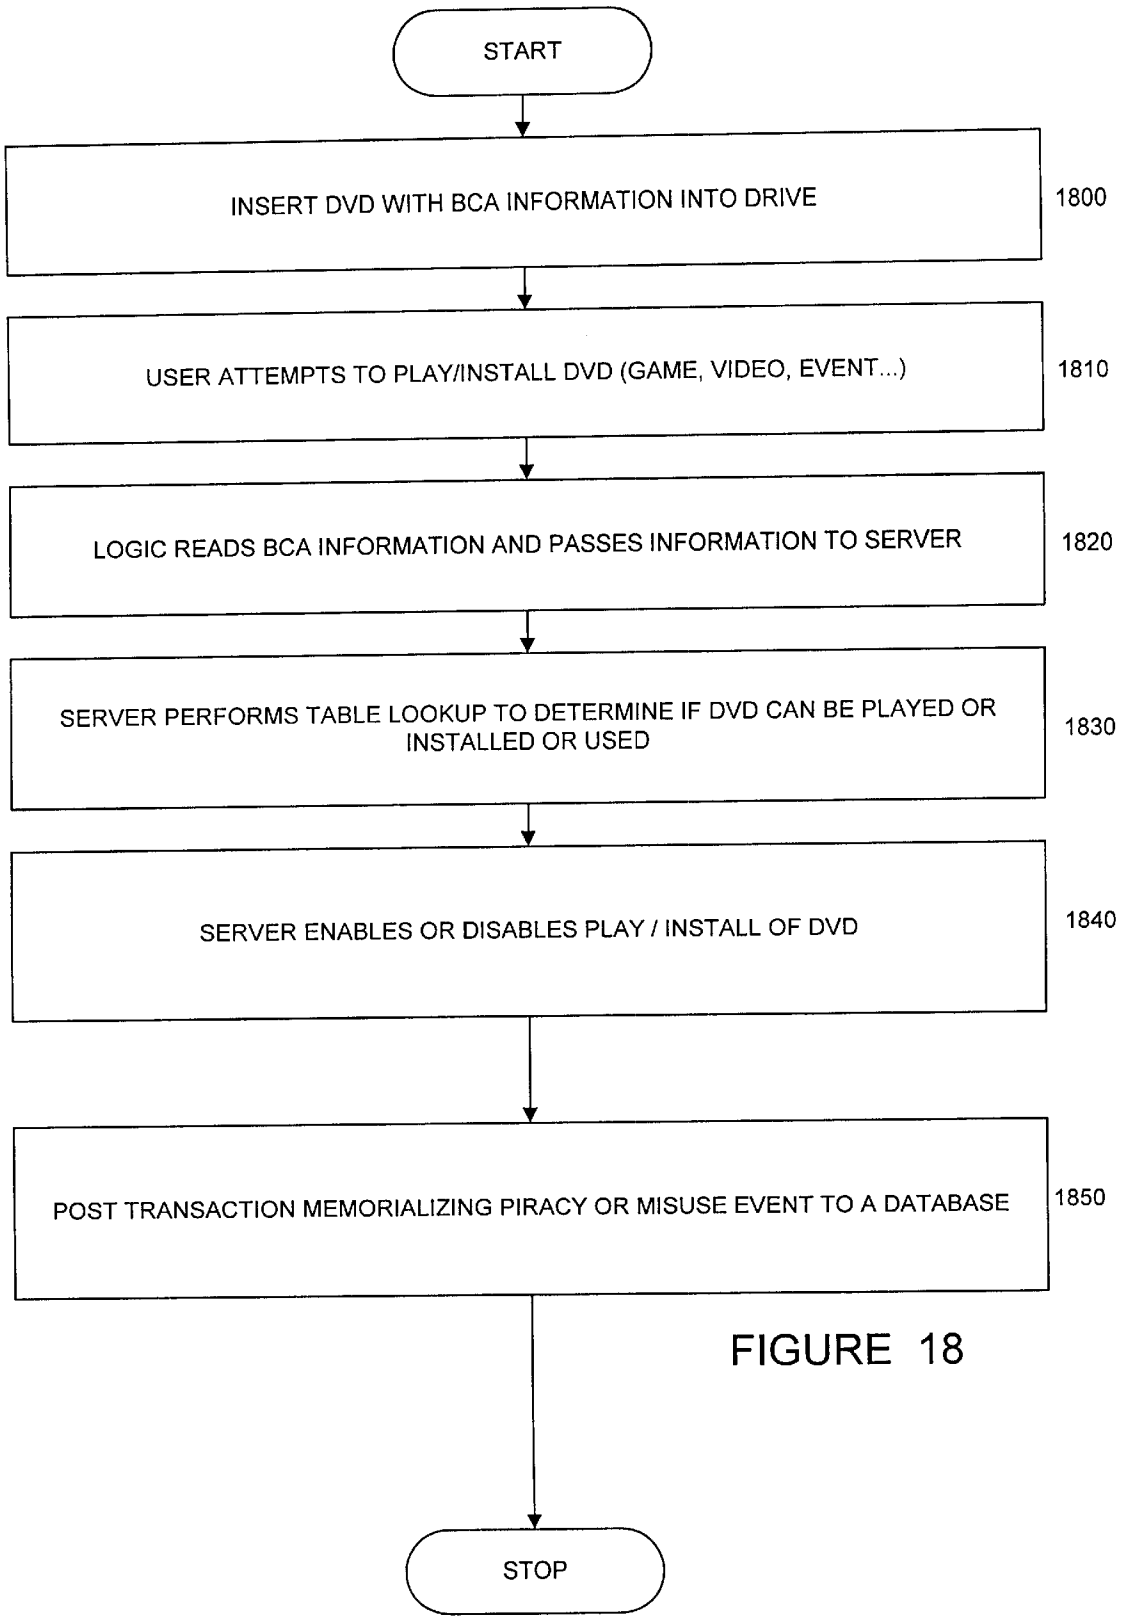 START
INSERT DVD WITH BCA INFORMATION INTO DRIVE
1800
USER ATTEMPTS TO PLAY/INSTALL DVD (GAME, VIDEO, EVENT...)
1810
LOGIC READS BCA INFORMATION AND PASSES INFORMATION TO SERVER
1820
SERVER PERFORMS TABLE LOOKUP TO DETERMINE IF DVD CAN BE PLAYED OR
INSTALLED OR USED
1830
SERVER ENABLES OR DISABLES PLAY / INSTALL OF DVD
1840
POST TRANSACTION MEMORIALIZING PIRACY OR MISUSE EVENT TO A DATABASE
1850
FIGURE 18
STOP